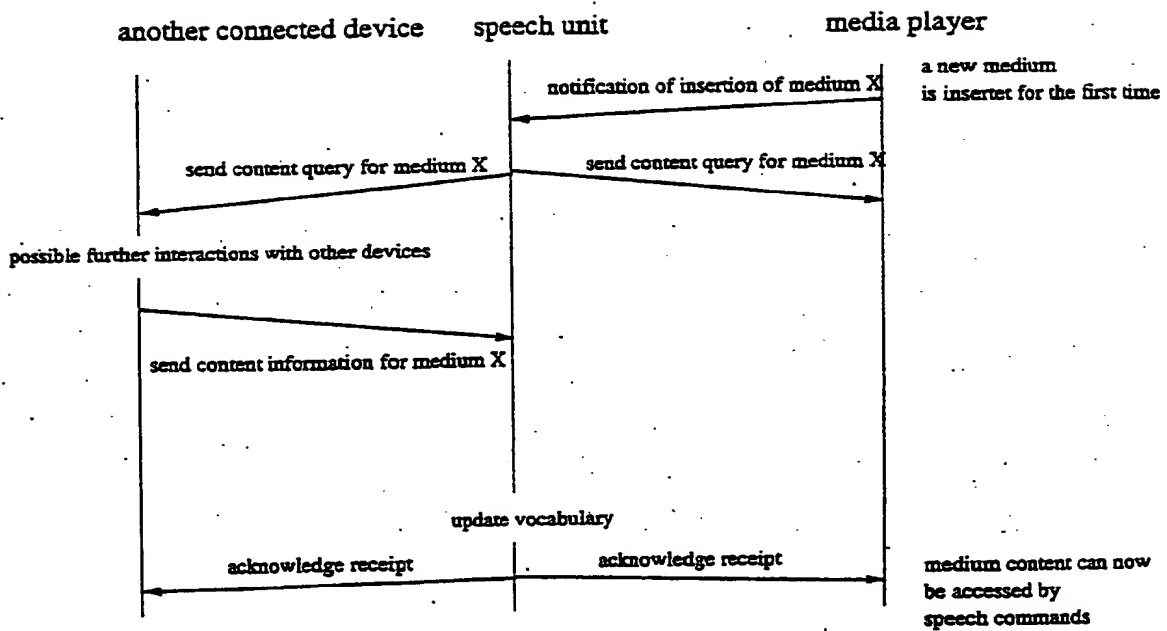 another connected device
speech unit
media player
a new medium
is insertet for the first time
notification of insertion of medium X
send content query for medium X
send content query for medium X
possible further interactions with other devices
send content information for medium X
update vocabulary
acknowledge receipt
acknowledge receipt
medium content can now
be accessed by
speech commands